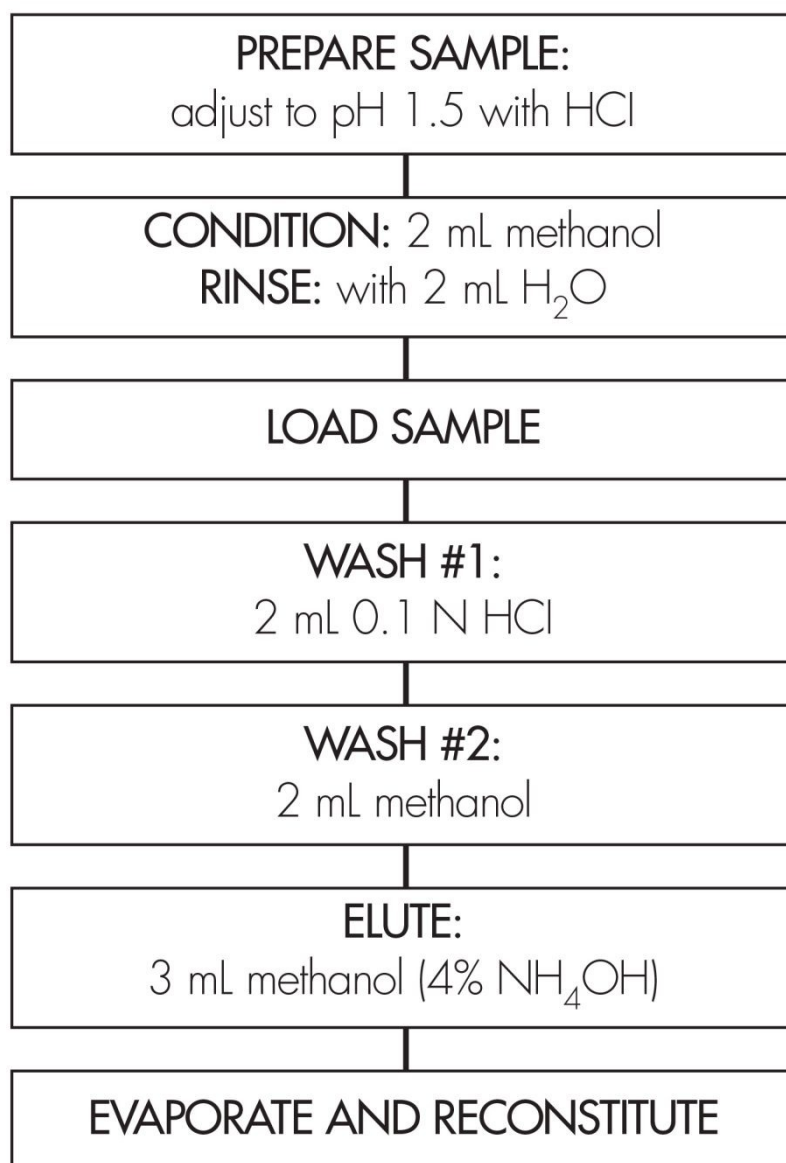 PREPARE SAMPLE:
adjust to pH 1.5 with HCl
CONDITION: 2 mL methanol
RINSE: with 2 mL H₂O
LOAD SAMPLE
WASH #1:
2 mL 0.1 N HCl
WASH #2:
2 mL methanol
ELUTE:
3 mL methanol (4% NH₄OH)
EVAPORATE AND RECONSTITUTE